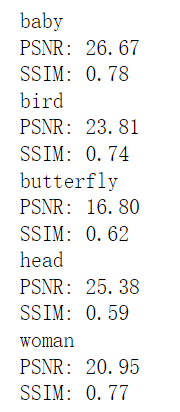 baby
PSNR: 26.67
SSIM: 0.78
bird
PSNR: 23.81
SSIM: 0.74
butterfly
PSNR: 16.80
SSIM: 0.62
head
PSNR: 25.38
SSIM: 0.59
woman
PSNR: 20.95
SSIM: 0.77